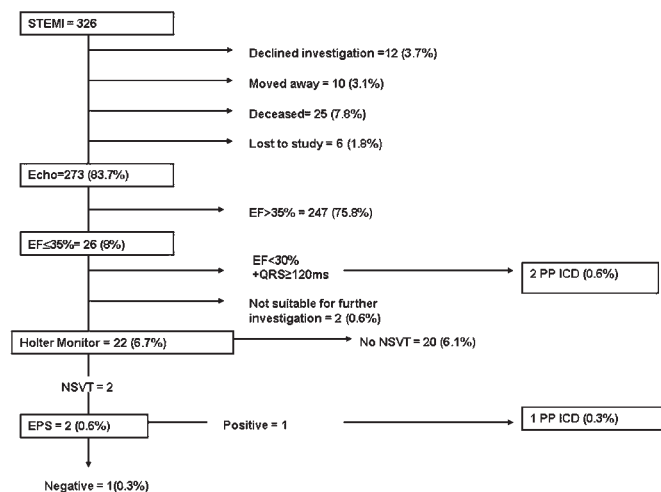 STEMI = 326
Declined investigation =12 (3.7%)
Moved away = 10 (3.1%)
Deceased= 25 (7.8%)
Lost to study = 6 (1.8%)
Echo=273 (83.7%)
EF>35% = 247 (75.8%)
EF≤35%= 26 (8%)
EF<30%
+QRS≥120ms
2 PP ICD (0.6%)
Not suitable for further
investigation = 2 (0.6%)
Holter Monitor = 22 (6.7%)
No NSVT = 20 (6.1%)
NSVT = 2
EPS = 2 (0.6%)
Positive = 1
1 PP ICD (0.3%)
Negative = 1(0.3%)